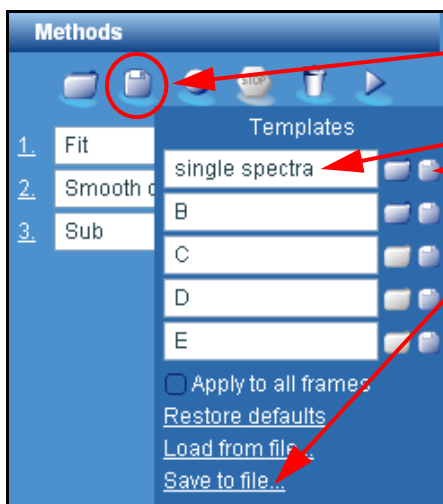 Methods
STOP
Templates
1. Fit
2. Smooth
3. Sub
single spectra
B
C
D
E
Apply to all frames
Restore defaults
Load from file...
Save to file...